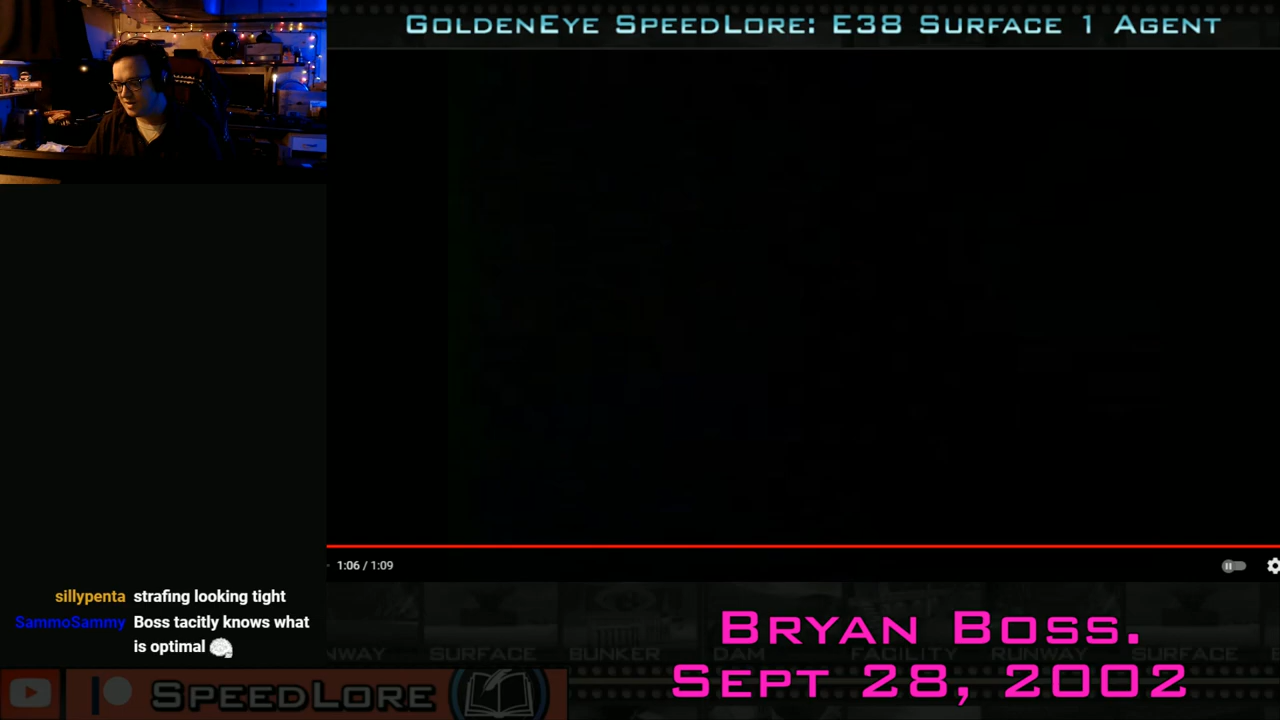 GoldenEye SpeedLore: E38 Surface 1 Agent
1:06 / 1:09
sillypenta strafing looking tight
SammoSammy Boss tacitly knows what
is optimal
Bryan Boss.
Sept 28, 2002
SURFACE BUNKER DAM FACILITY RUNWAY SURFACE
SpeedLore